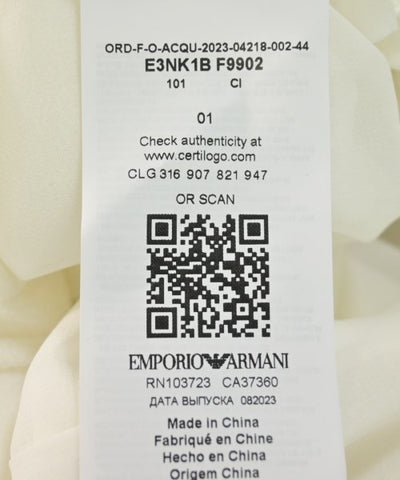 ORD-F-O-ACQU-2023-04218-002-44
E3NK1B F9902
101 CI
01
Check authenticity at
www.certilogo.com
CLG 316 907 821 947
OR SCAN
EMPORIO ARMANI
RN103723 CA37360
ДАТА ВЫПУСКА 082023
Made in China
Fabriqué en Chine
Hecho en China
Origem China